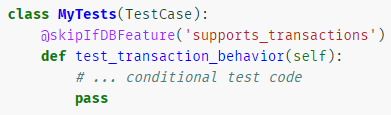 class MyTests(TestCase):
    @skipIfDBFeature('supports_transactions')
    def test_transaction_behavior(self):
        # ... conditional test code
        pass